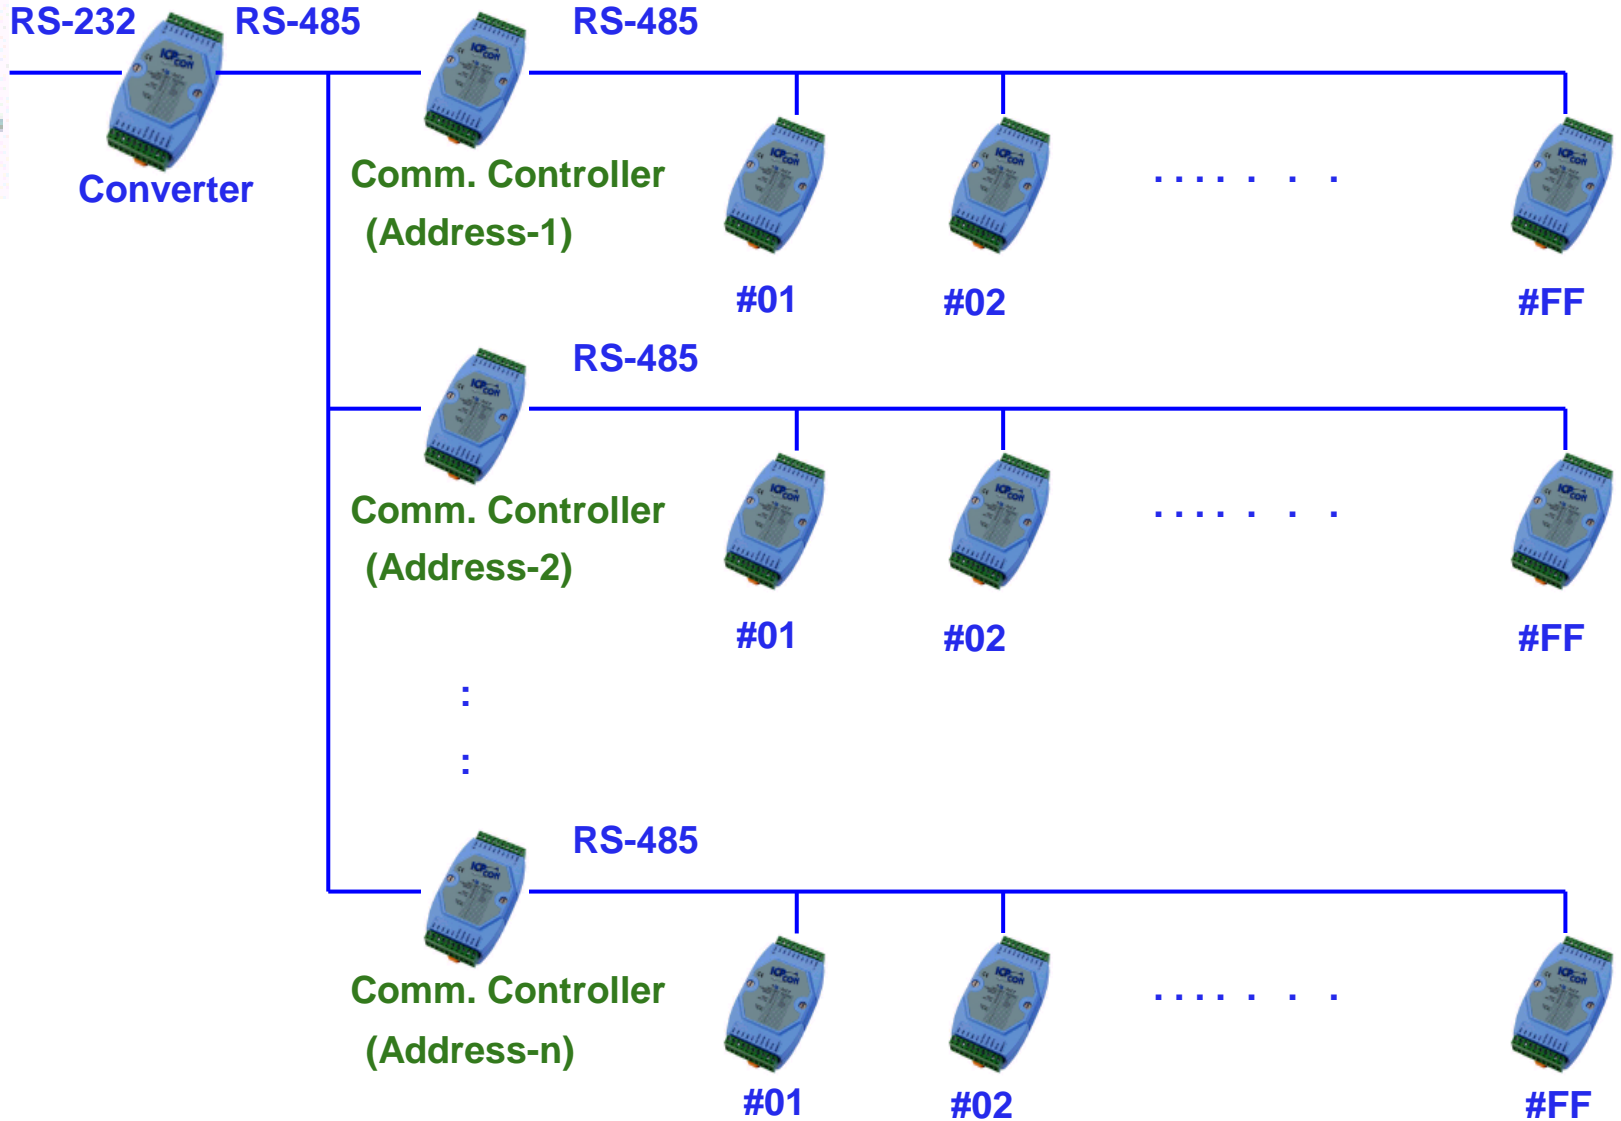 RS-232 RS-485 RS-485
Converter
Comm. Controller
(Address-1)
. . . . . . .
#01 #02 #FF
RS-485
Comm. Controller
(Address-2)
. . . . . . .
#01 #02 #FF
:
:
RS-485
Comm. Controller
(Address-n)
. . . . . . .
#01 #02 #FF